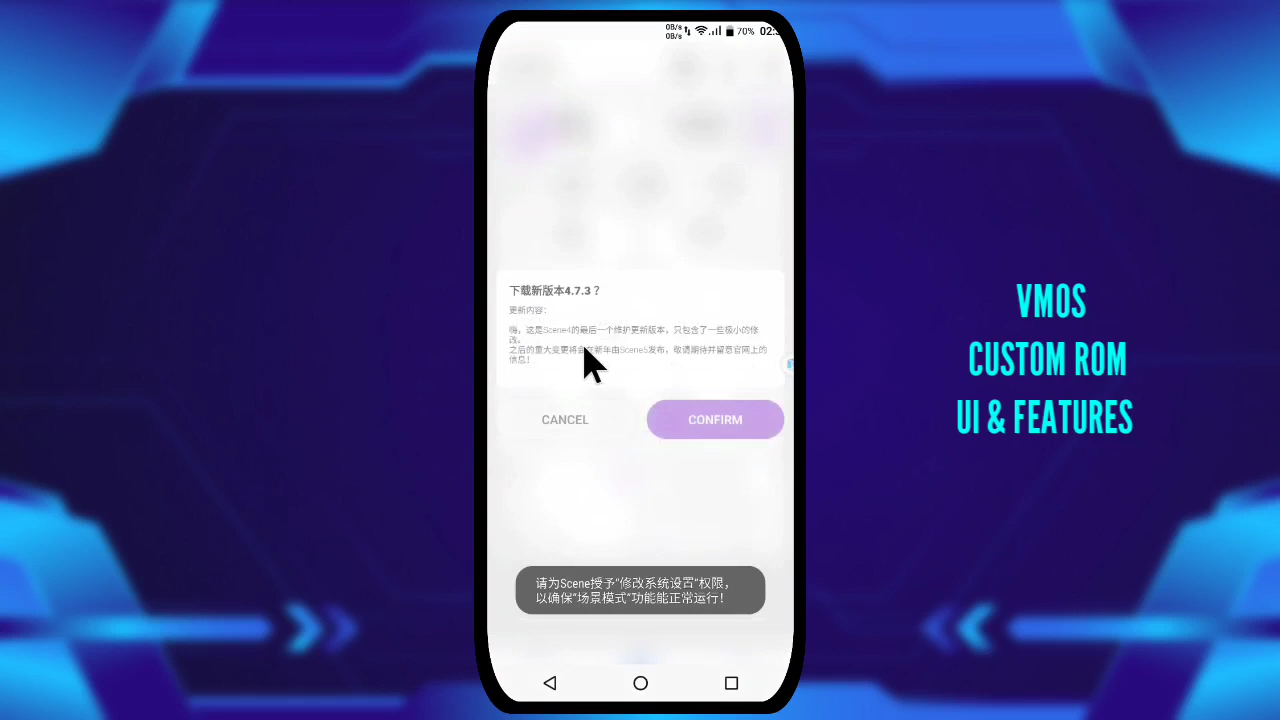 0B/s
0B/s
70%
下载新版本4.7.3？
更新内容：
嗨，这是Scene4的最后一个维护更新版本，只包含了一些极小的修
改。
之后的重大变更将会在新年由Scene5发布，敬请期待并留意官网上的
信息！
CANCEL
CONFIRM
请为Scene授予“修改系统设置”权限，
以确保“场景模式”功能能正常运行！
VMOS
CUSTOM ROM
UI & FEATURES